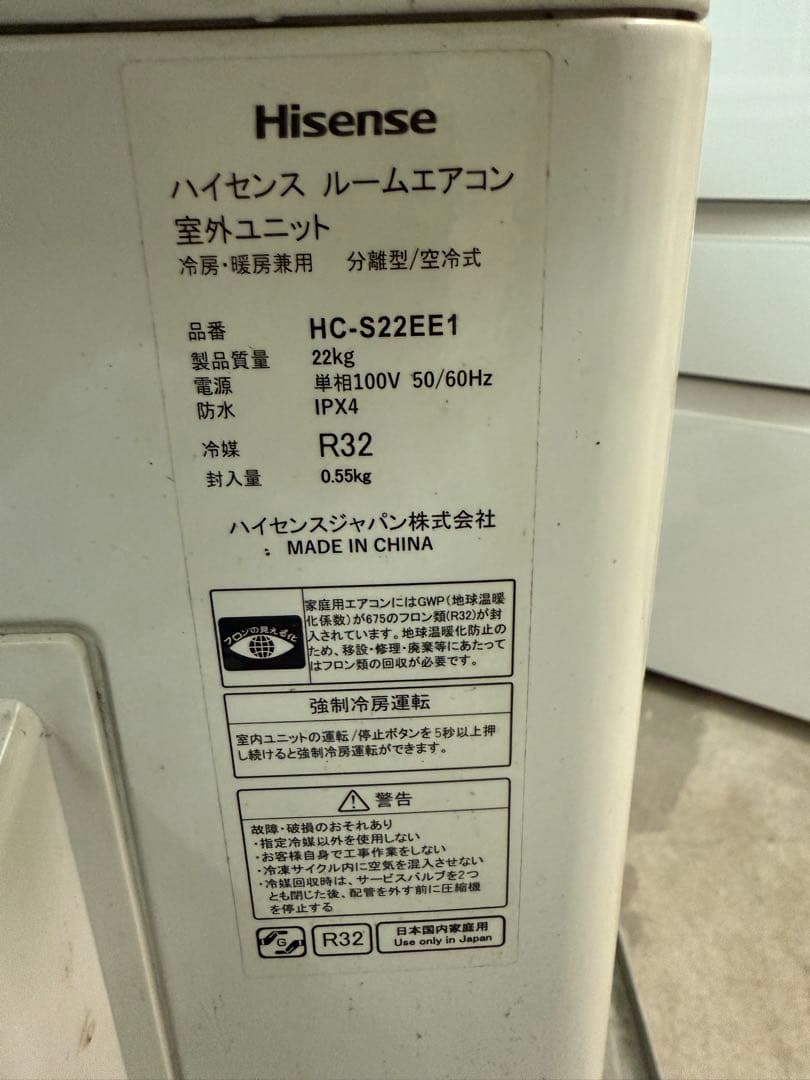 Hisense
ハイセンス ルームエアコン
室外ユニット
冷房・暖房兼用 分離型/空冷式
品番 HC-S22EE1
製品質量 22kg
電源 単相100V 50/60Hz
防水 IPX4
冷媒 R32
封入量 0.55kg
ハイセンスジャパン株式会社
MADE IN CHINA
フロンの見える化
家庭用エアコンにはGWP(地球温暖
化係数)が675のフロン類(R32)が封
入されています。地球温暖化防止の
ため、移設・修理・廃棄等にあたって
はフロン類の回収が必要です。
強制冷房運転
室内ユニットの運転/停止ボタンを5秒以上押
し続けると強制冷房運転ができます。
警告
故障・破損のおそれあり
・指定冷媒以外を使用しない
・お客様自身で工事作業をしない
・冷凍サイクル内に空気を混入させない
・冷媒回収時は、サービスバルブを2つ
とも閉じた後、配管を外す前に圧縮機
を停止する
G
R32
日本国内家庭用
Use only in Japan